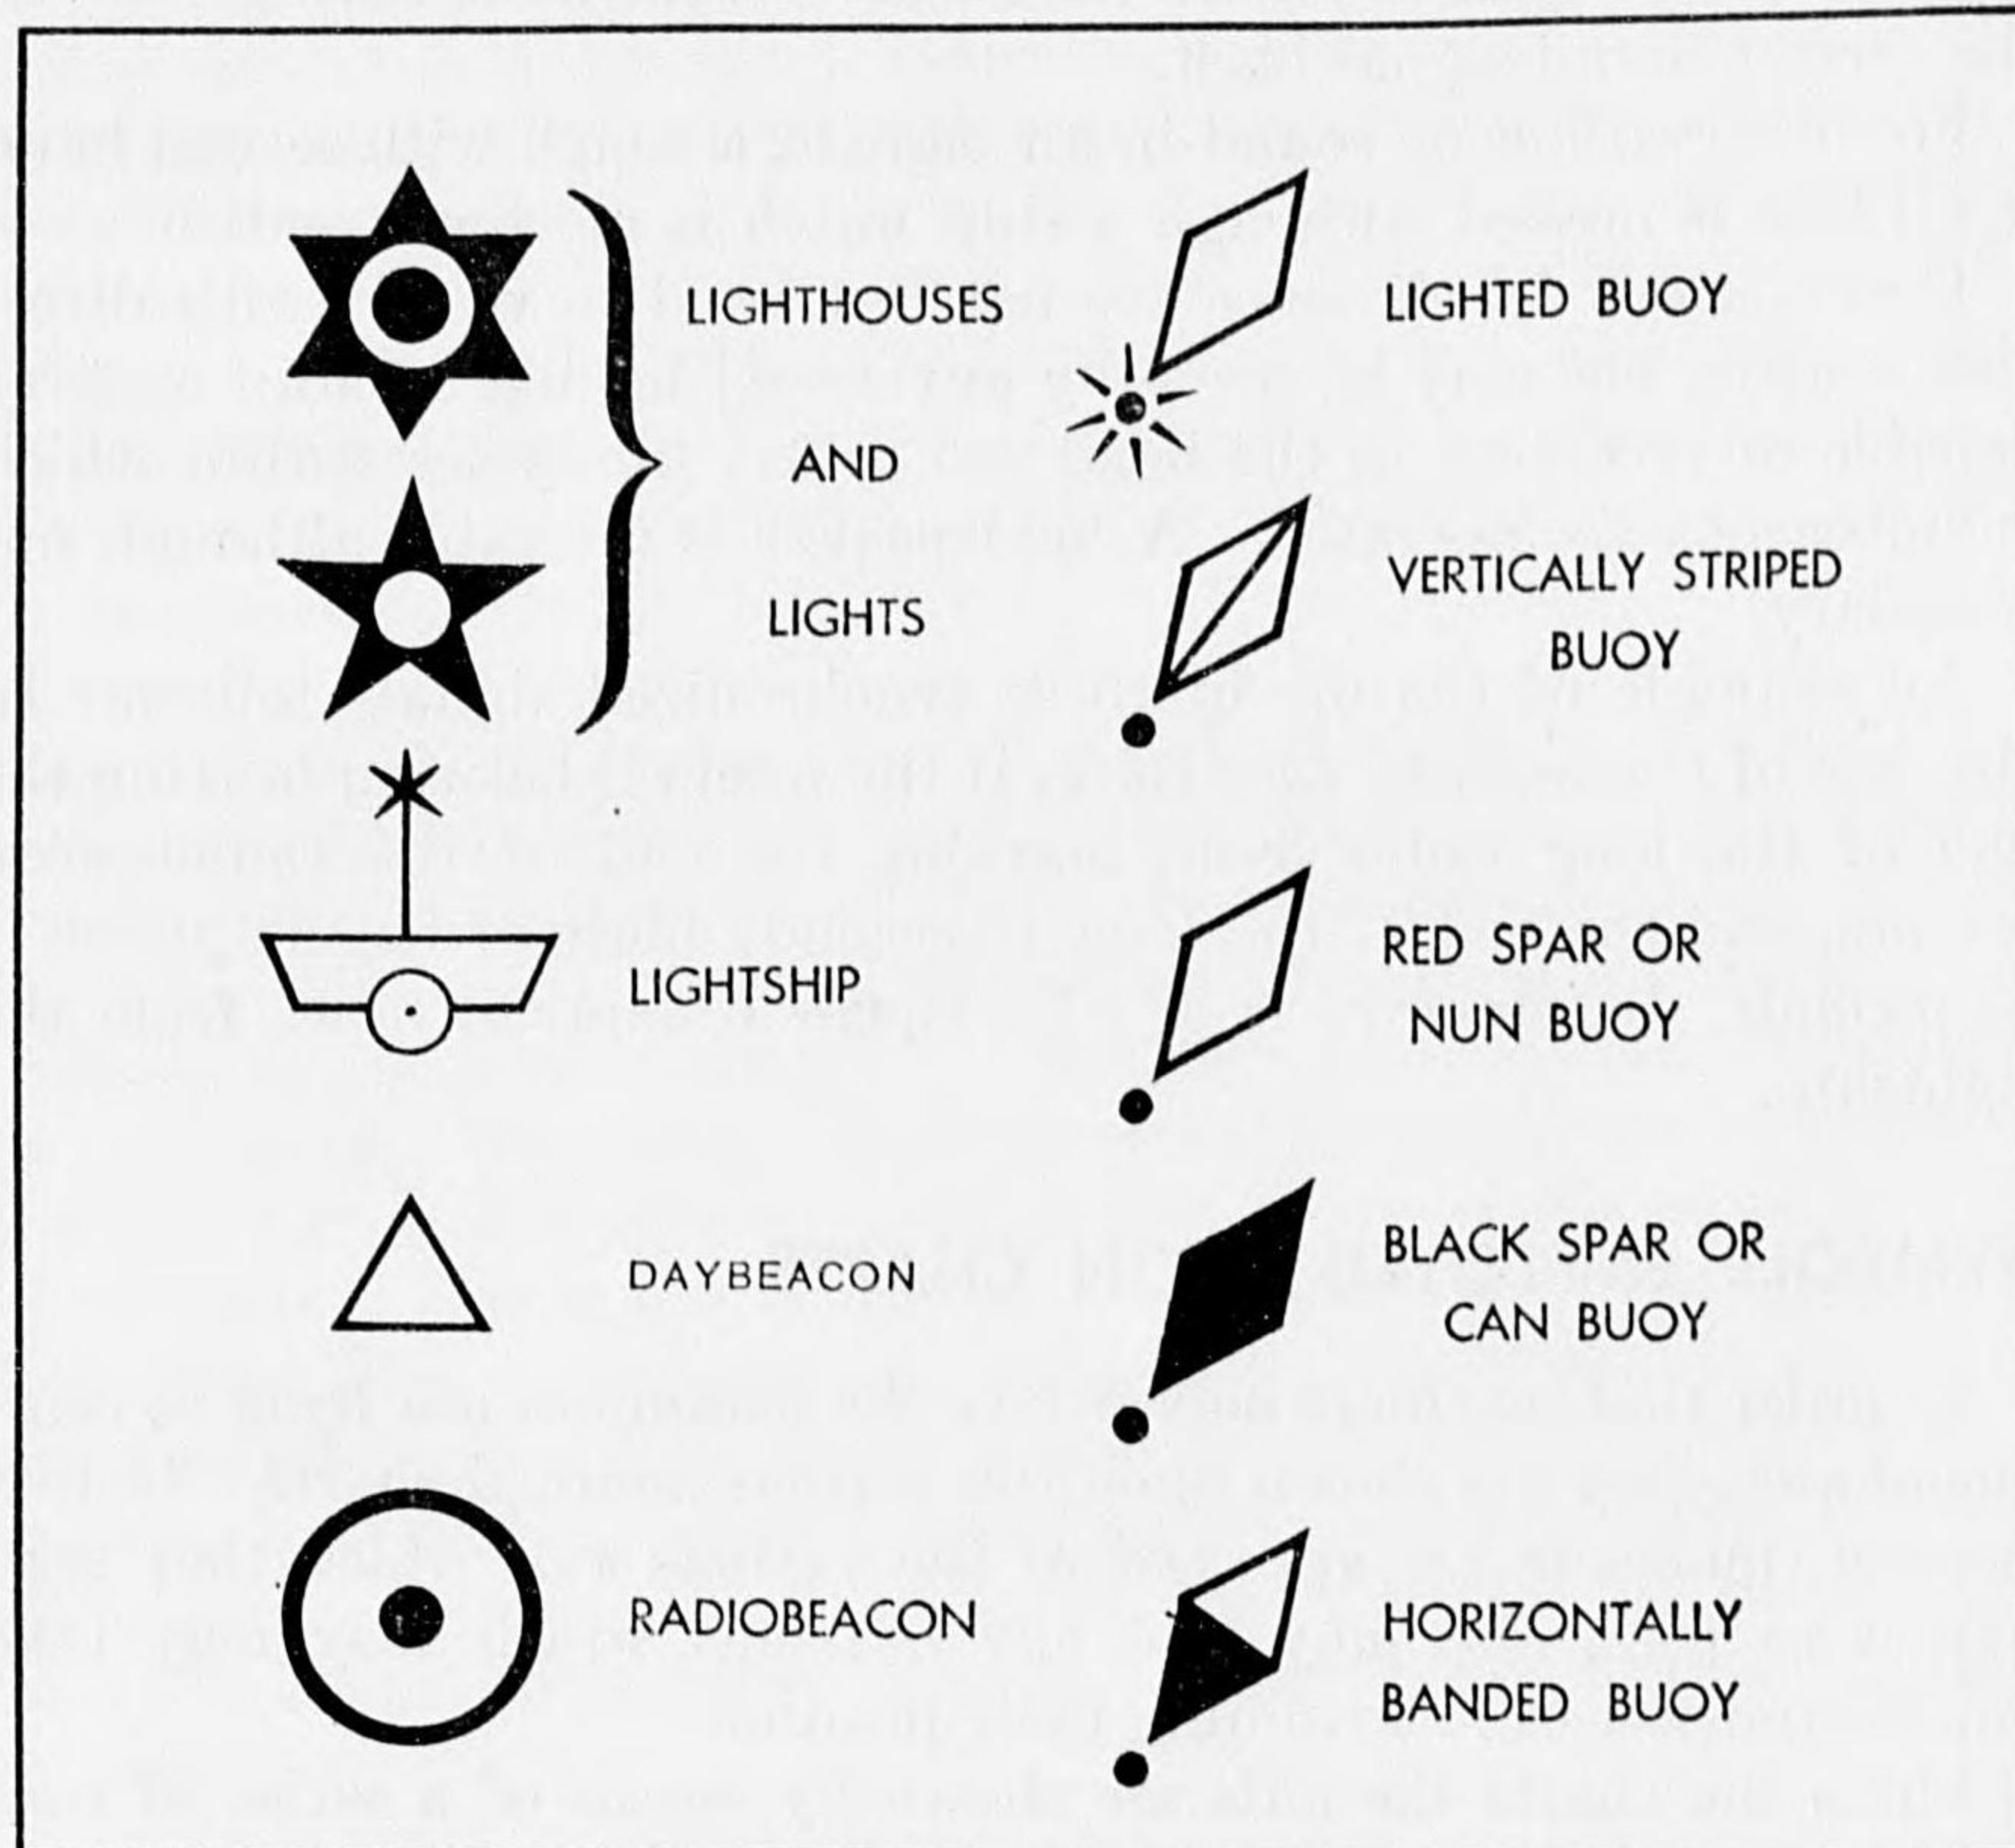 LIGHTHOUSES
AND
LIGHTS
LIGHTSHIP
DAYBEACON
RADIOBEACON
LIGHTED BUOY
VERTICALLY STRIPED
BUOY
RED SPAR OR
NUN BUOY
BLACK SPAR OR
CAN BUOY
HORIZONTALLY
BANDED BUOY